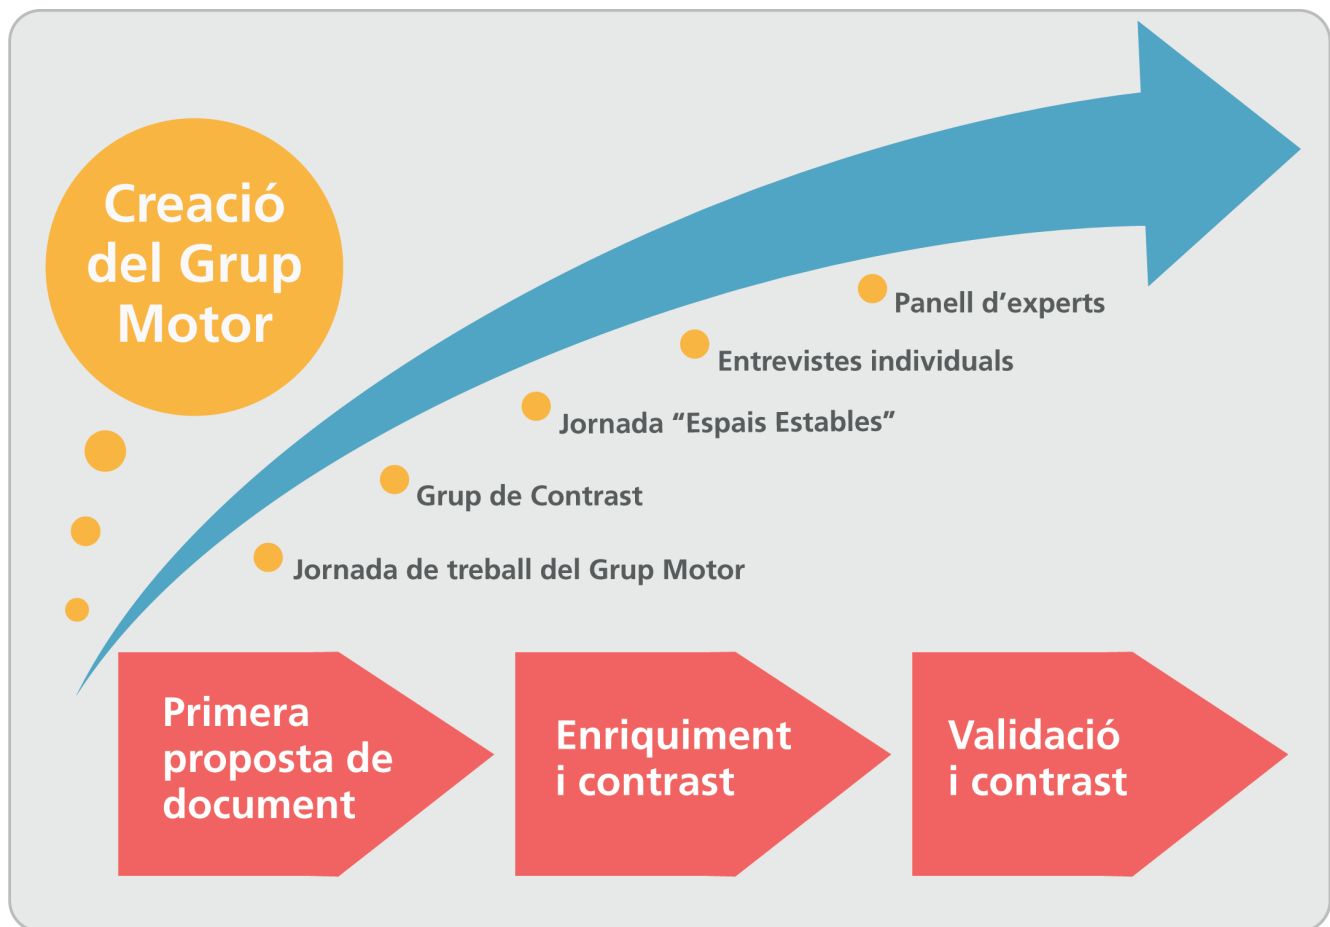 Creació
del Grup
Motor
Panell d’experts
Entrevistes individuals
Jornada “Espais Estables”
Grup de Contrast
Jornada de treball del Grup Motor
Primera
proposta de
document
Enriquiment
i contrast
Validació
i contrast